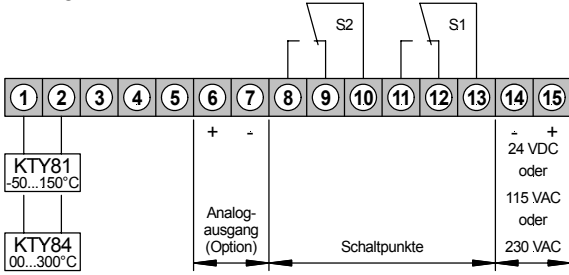 S2 S1
1 2 3 4 5 6 7 8 9 10 11 12 13 14 15
+ - - +
KTY81
-50...150°C
KTY84
00...300°C
Analog-
ausgang
(Option)
Schaltpunkte
24 VDC
oder
115 VAC
oder
230 VAC